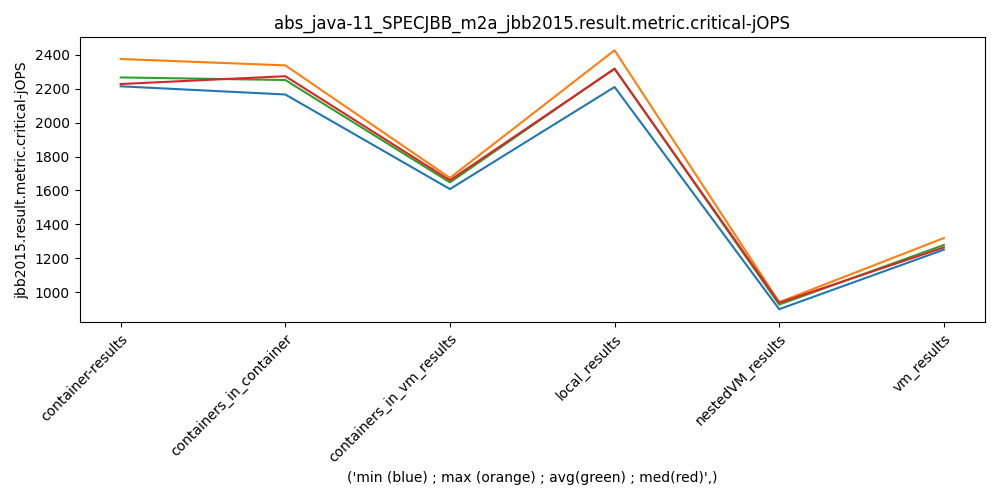 abs_java-11_SPECJBB_m2a_jbb2015.result.metric.critical-jOPS
jbb2015.result.metric.critical-jOPS
2400
2200
2000
1800
1600
1400
1200
1000
container-results
containers_in_container
containers_in_vm_results
local_results
nestedVM_results
vm_results
('min (blue) ; max (orange) ; avg(green) ; med(red)',)